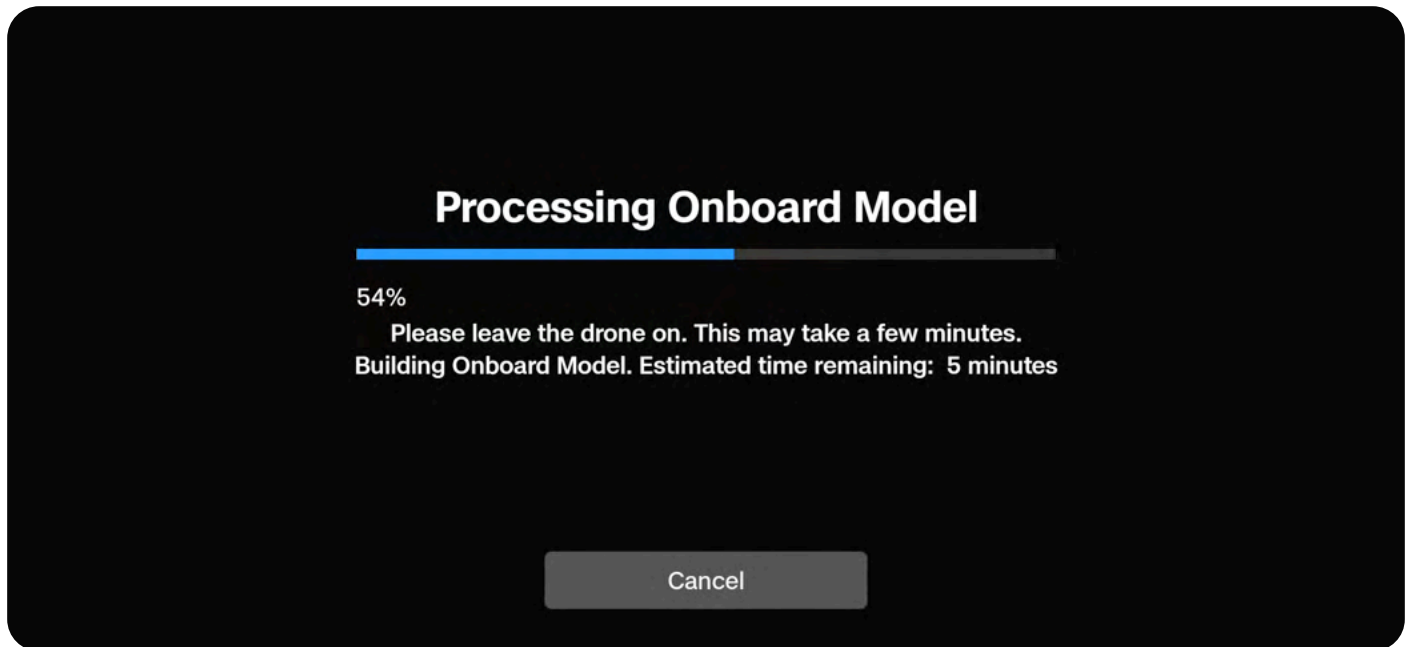 Processing Onboard Model
54%
Please leave the drone on. This may take a few minutes.
Building Onboard Model. Estimated time remaining:  5 minutes
Cancel